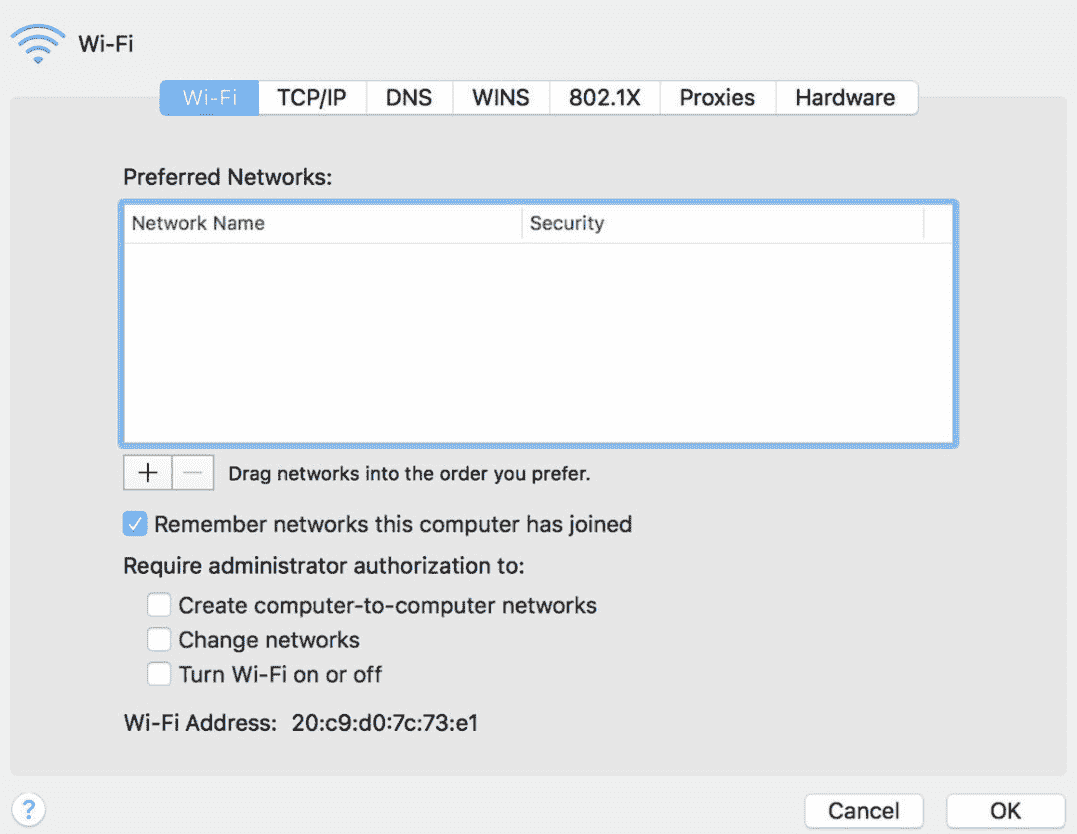 Wi-Fi
Wi-Fi TCP/IP DNS WINS 802.1X Proxies Hardware
Preferred Networks:
Network Name Security
+ — Drag networks into the order you prefer.
Remember networks this computer has joined
Require administrator authorization to:
Create computer-to-computer networks
Change networks
Turn Wi-Fi on or off
Wi-Fi Address: 20:c9:d0:7c:73:e1
? Cancel OK